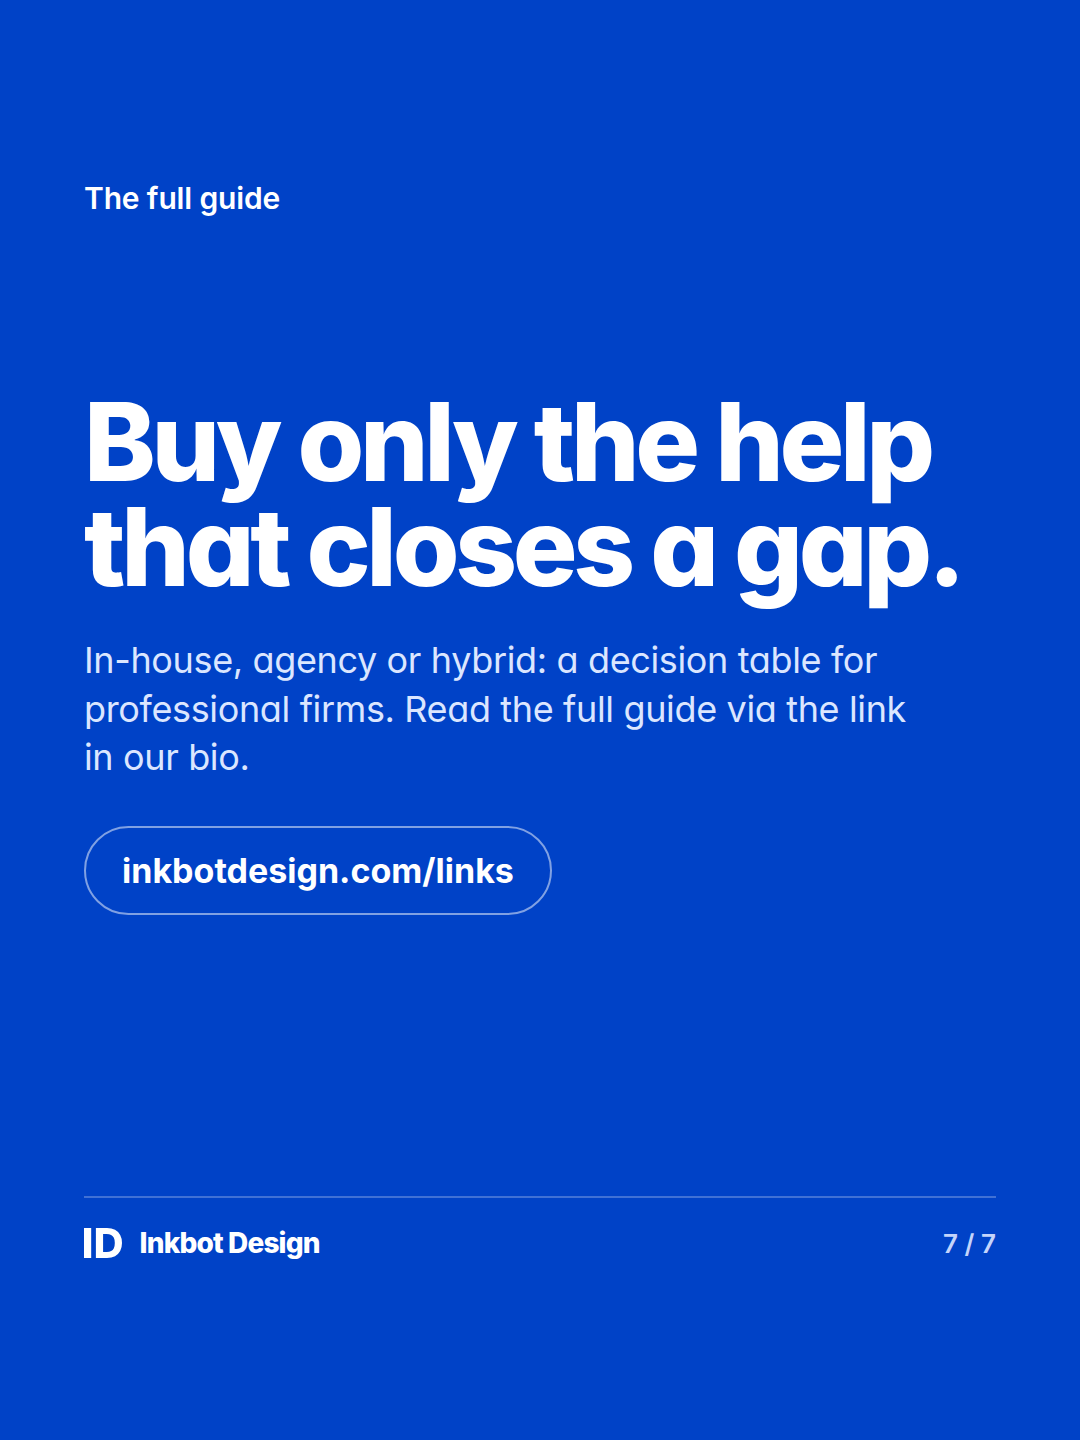 The full guide
Buy only the help
that closes a gap.
In-house, agency or hybrid: a decision table for
professional firms. Read the full guide via the link
in our bio.
inkbotdesign.com/links
ID Inkbot Design
7 / 7